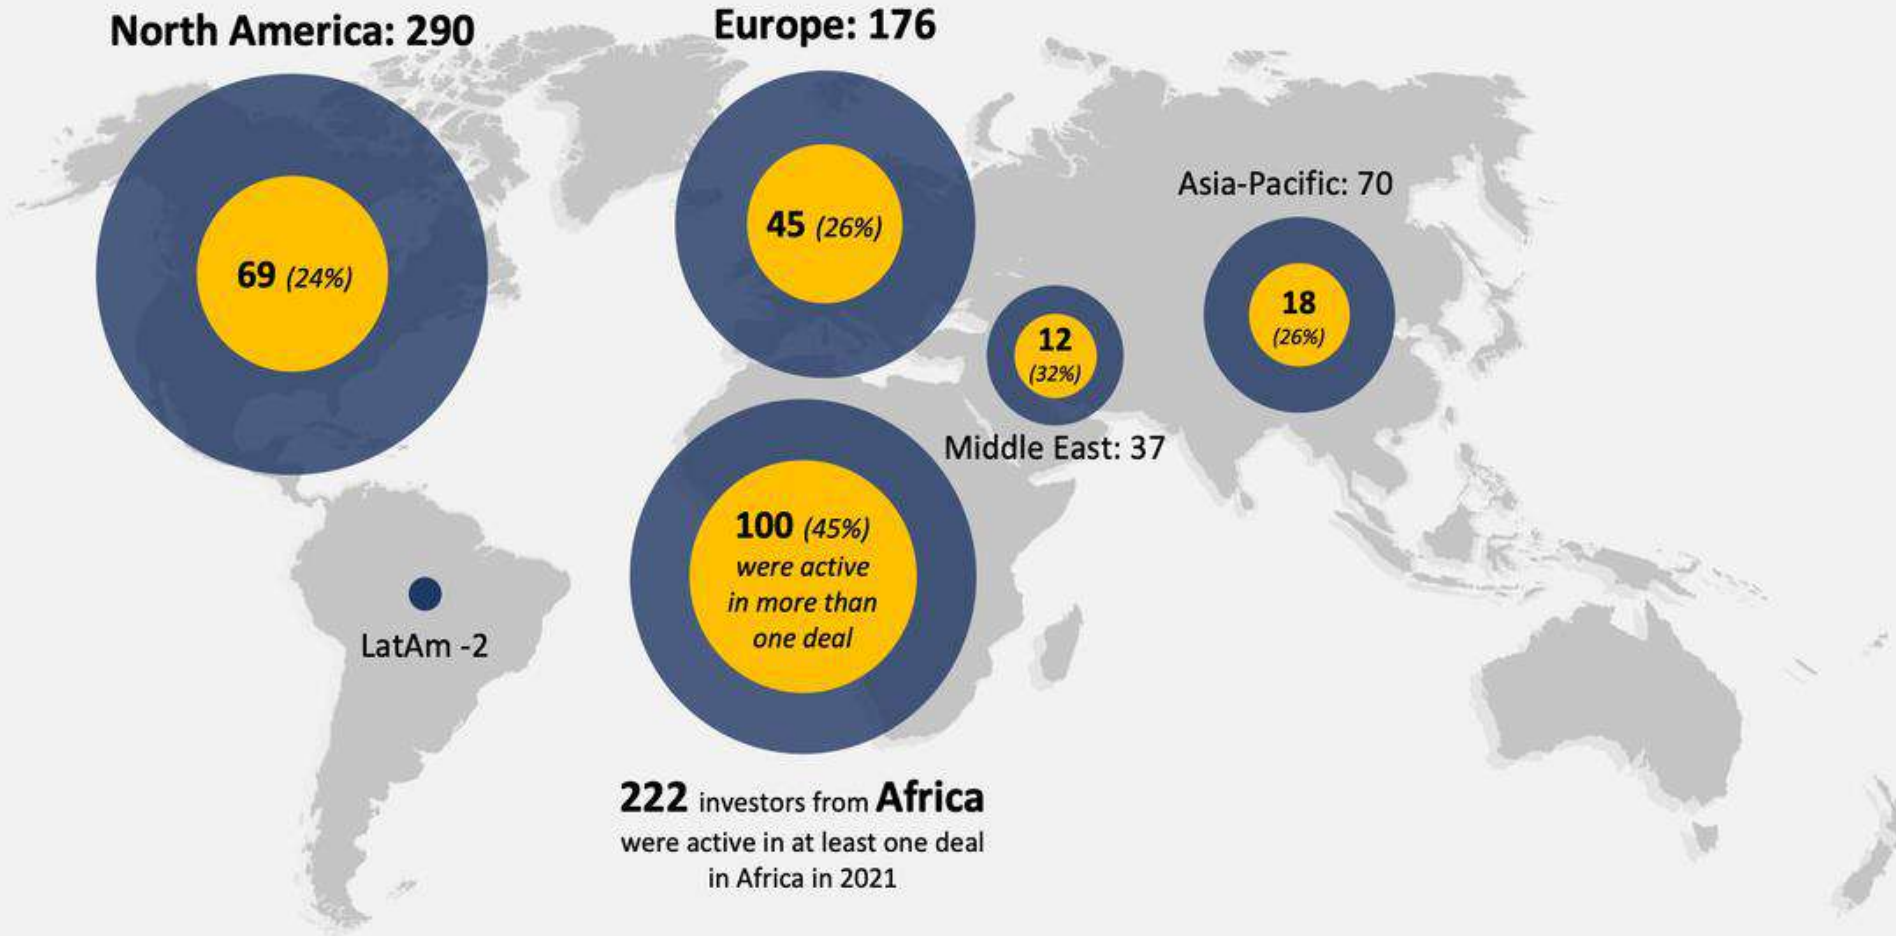 North America: 290
69 (24%)
Europe: 176
45 (26%)
Asia-Pacific: 70
18
(26%)
12
(32%)
Middle East: 37
LatAm -2
100 (45%)
were active
in more than
one deal
222 investors from Africa
were active in at least one deal
in Africa in 2021